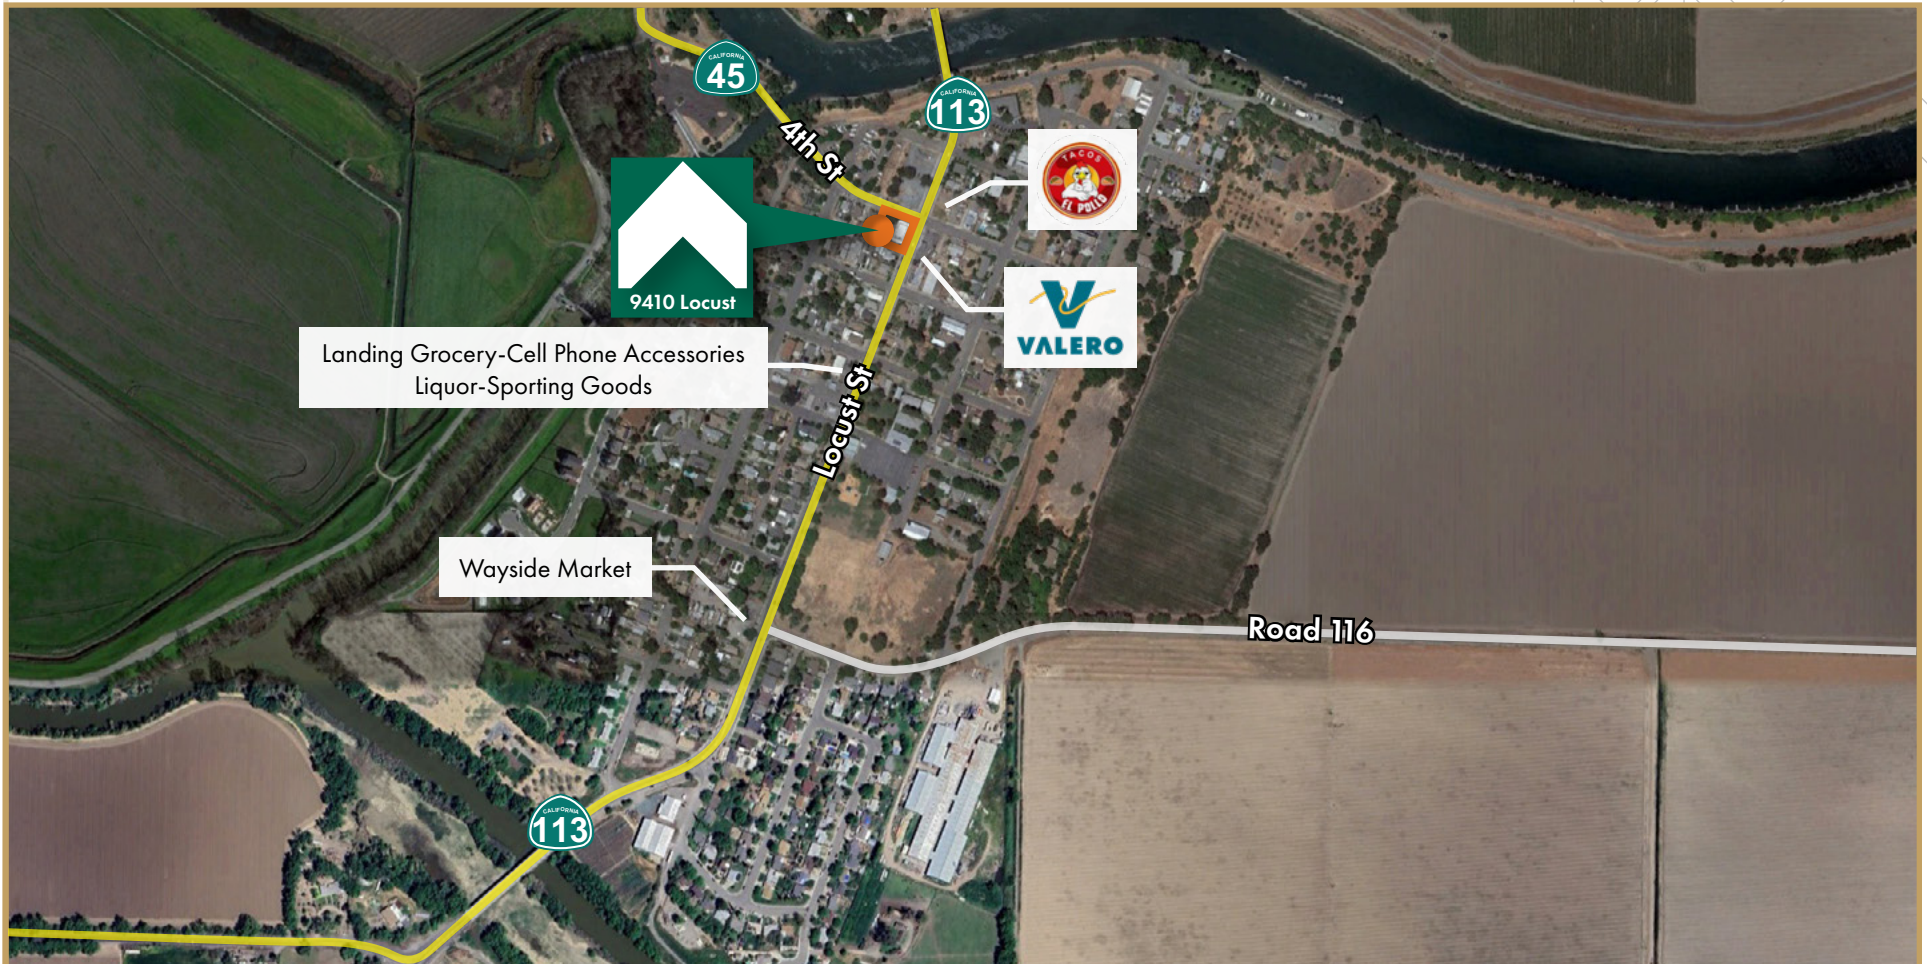 CALIFORNIA
45
CALIFORNIA
113
4th St
TACOS
EL POLLO
9410 Locust
VALERO
Landing Grocery-Cell Phone Accessories
Liquor-Sporting Goods
Locust St
Wayside Market
Road 116
CALIFORNIA
113